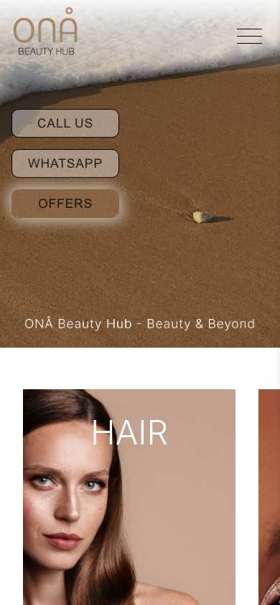 ONÅ
BEAUTY HUB
CALL US
WHATSAPP
OFFERS
ONÅ Beauty Hub - Beauty & Beyond
HAIR